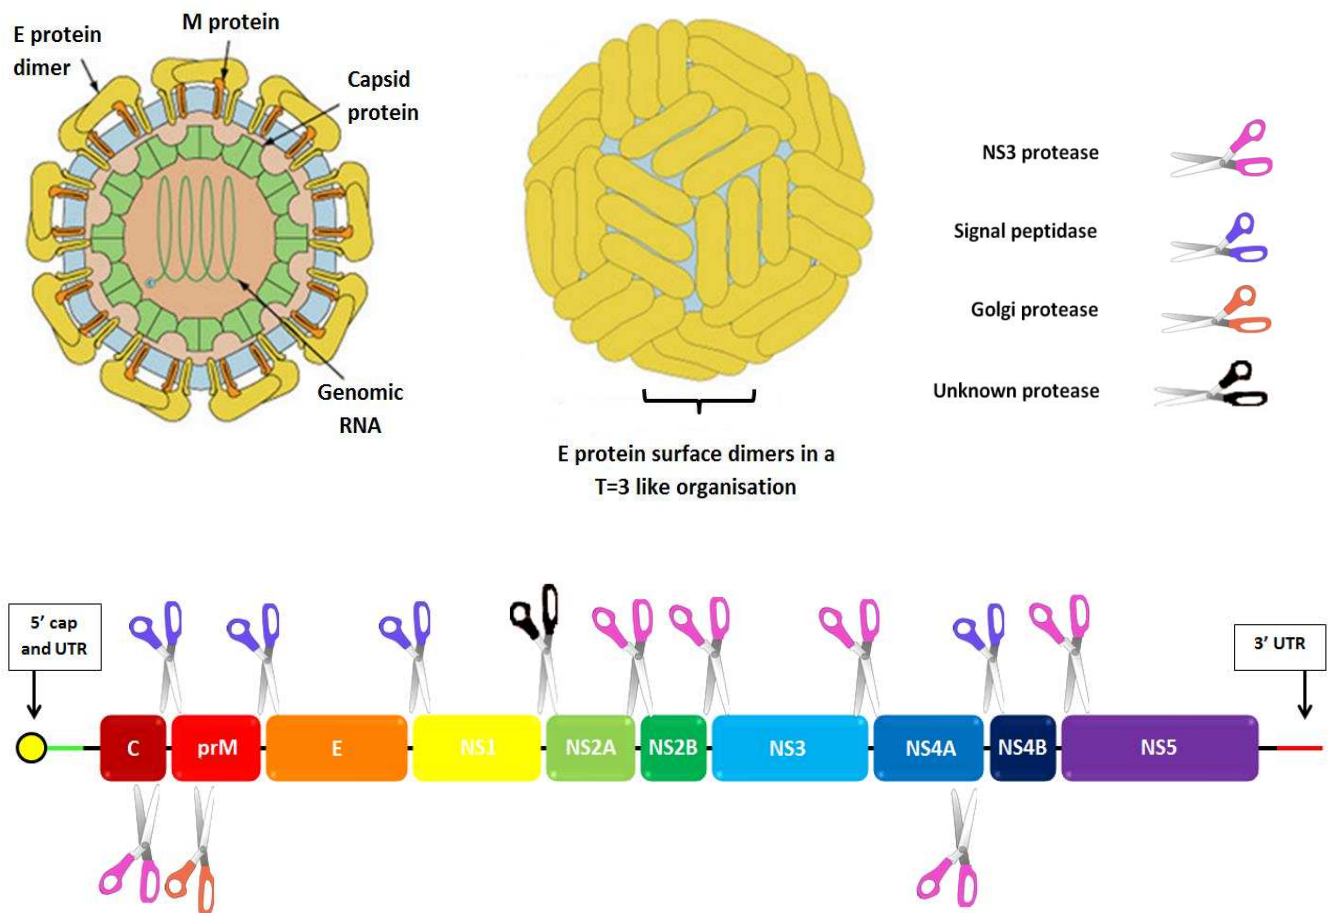 E protein
dimer
M protein
Capsid
protein
Genomic
RNA
E protein surface dimers in a
T=3 like organisation
NS3 protease
Signal peptidase
Golgi protease
Unknown protease
5’ cap
and UTR
3’ UTR
C
prM
E
NS1
NS2A
NS2B
NS3
NS4A
NS4B
NS5